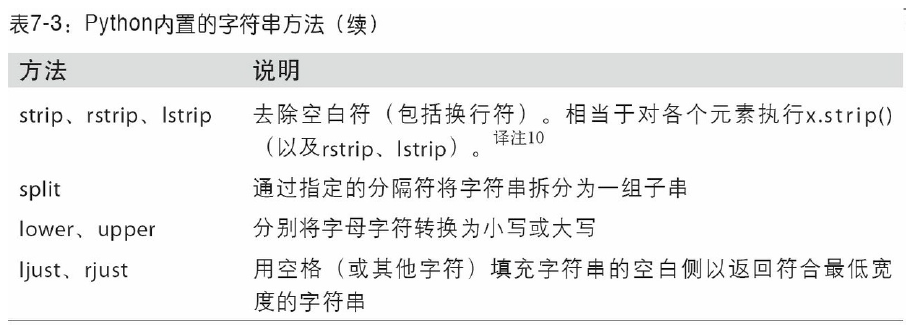 表7-3：Python内置的字符串方法（续）
方法 说明
strip、rstrip、lstrip 去除空白符（包括换行符）。相当于对各个元素执行x.strip()
（以及rstrip、lstrip）。译注10
split 通过指定的分隔符将字符串拆分为一组子串
lower、upper 分别将字母字符转换为小写或大写
ljust、rjust 用空格（或其他字符）填充字符串的空白侧以返回符合最低宽
度的字符串